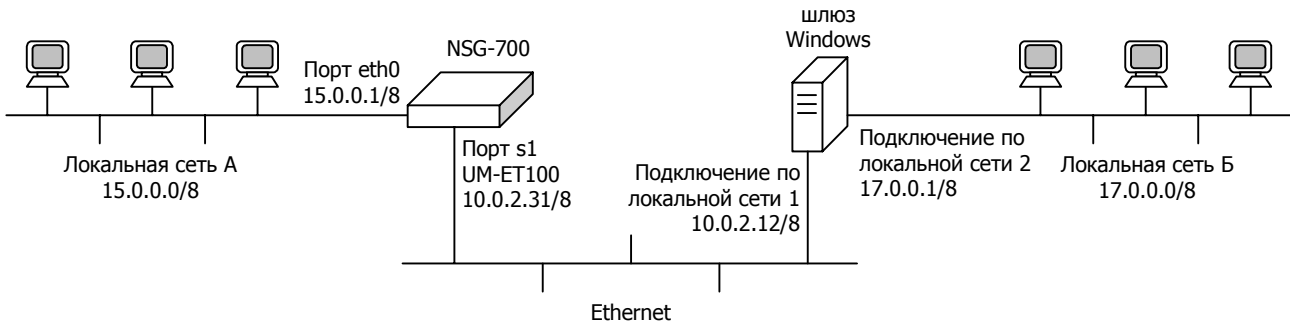 шлюз
Windows
NSG-700
Порт eth0
15.0.0.1/8
Локальная сеть А
15.0.0.0/8
Порт s1
UM-ET100
10.0.2.31/8
Подключение по
локальной сети 1
10.0.2.12/8
Подключение по
локальной сети 2
17.0.0.1/8
Локальная сеть Б
17.0.0.0/8
Ethernet